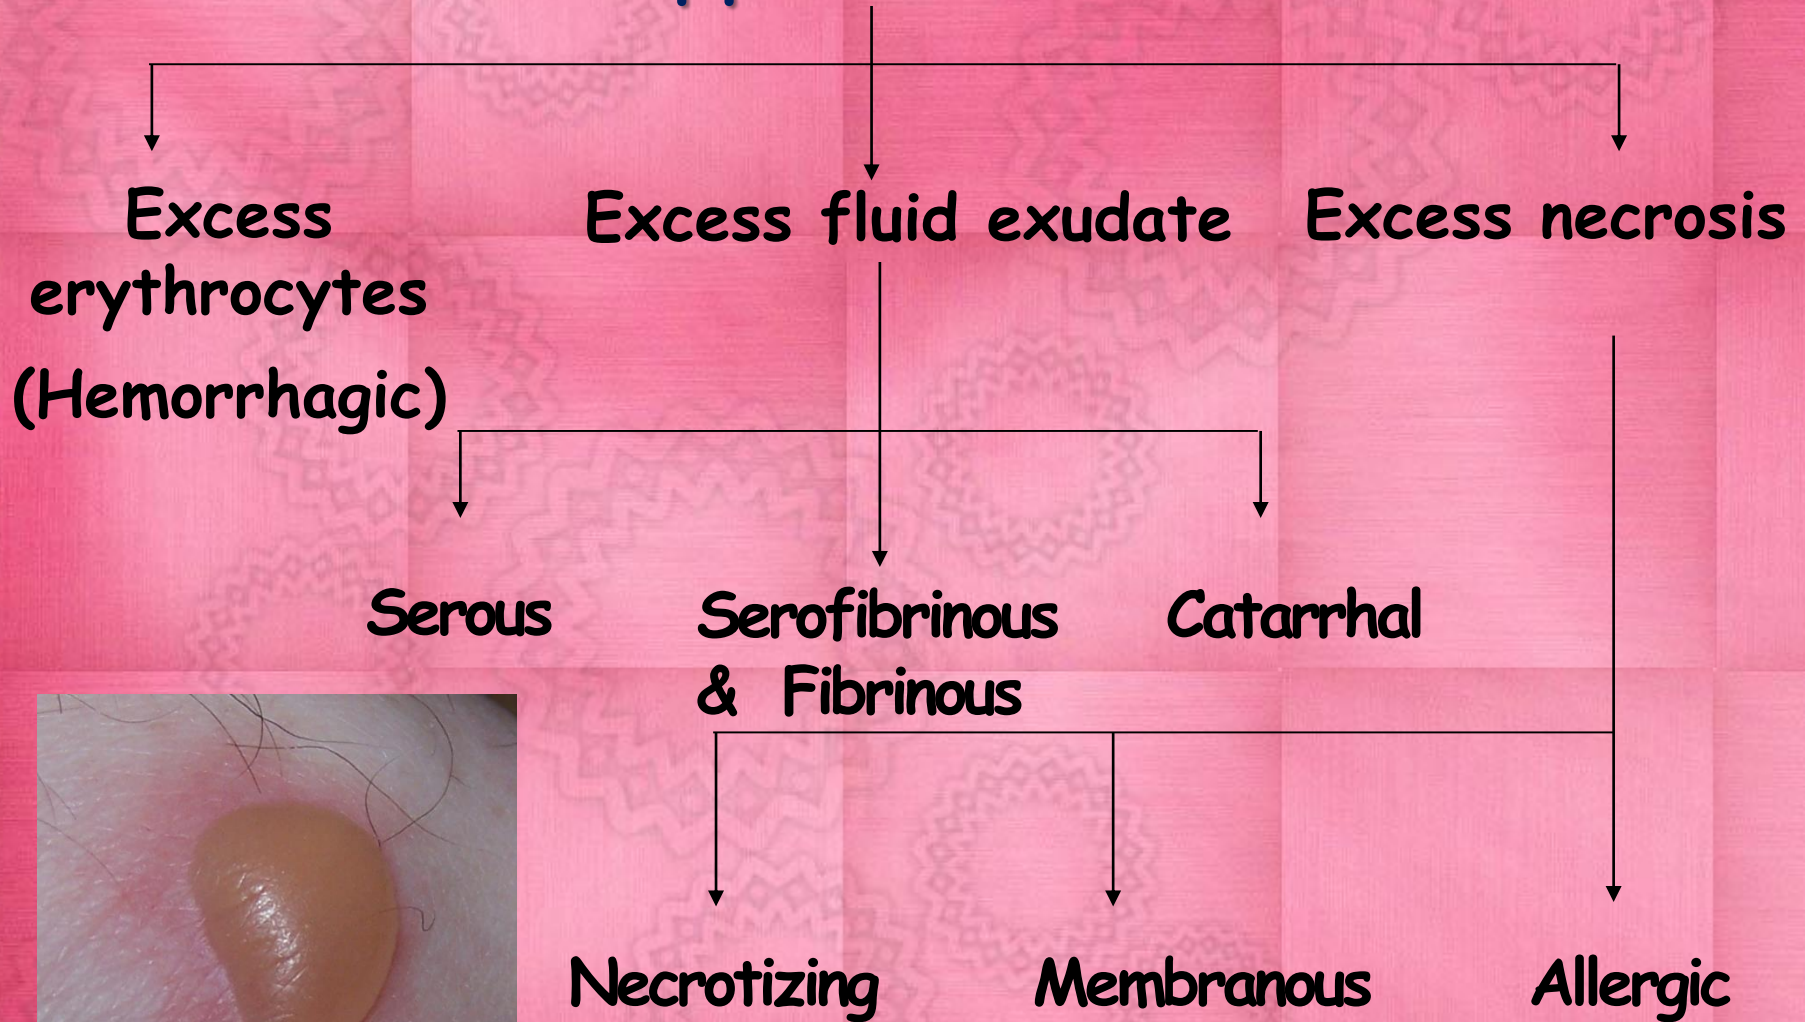 Excess
erythrocytes
(Hemorrhagic)
Excess fluid exudate
Excess necrosis
Serous
Serofibrinous
& Fibrinous
Catarrhal
Necrotizing
Membranous
Allergic